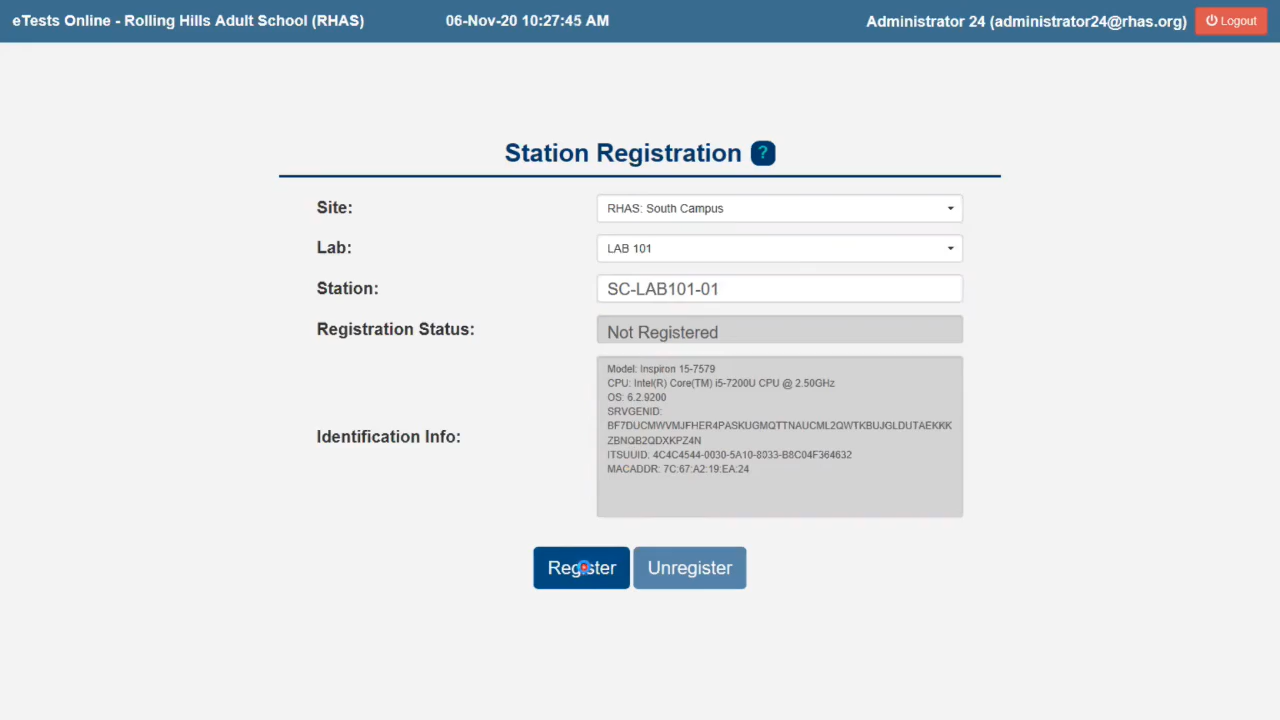 eTests Online - Rolling Hills Adult School (RHAS)
06-Nov-20 10:27:45 AM
Administrator 24 (administrator24@rhas.org)
Logout
Station Registration ?
Site:
RHAS: South Campus
Lab:
LAB 101
Station:
SC-LAB101-01
Registration Status:
Not Registered
Identification Info:
Model: Inspiron 15-7579
CPU: Intel(R) Core(TM) i5-7200U CPU @ 2.50GHz
OS: 6.2.9200
SRVGENID:
BF7DUCMWVMJFHER4PASKUGMQTTNAUCML2QWTKBUJGLDUTAEKKK
ZBNQB2QDXKPZ4N
ITSUUID: 4C4C4544-0030-5A10-8033-B8C04F364632
MACADDR: 7C:67:A2:19:EA:24
Register
Unregister